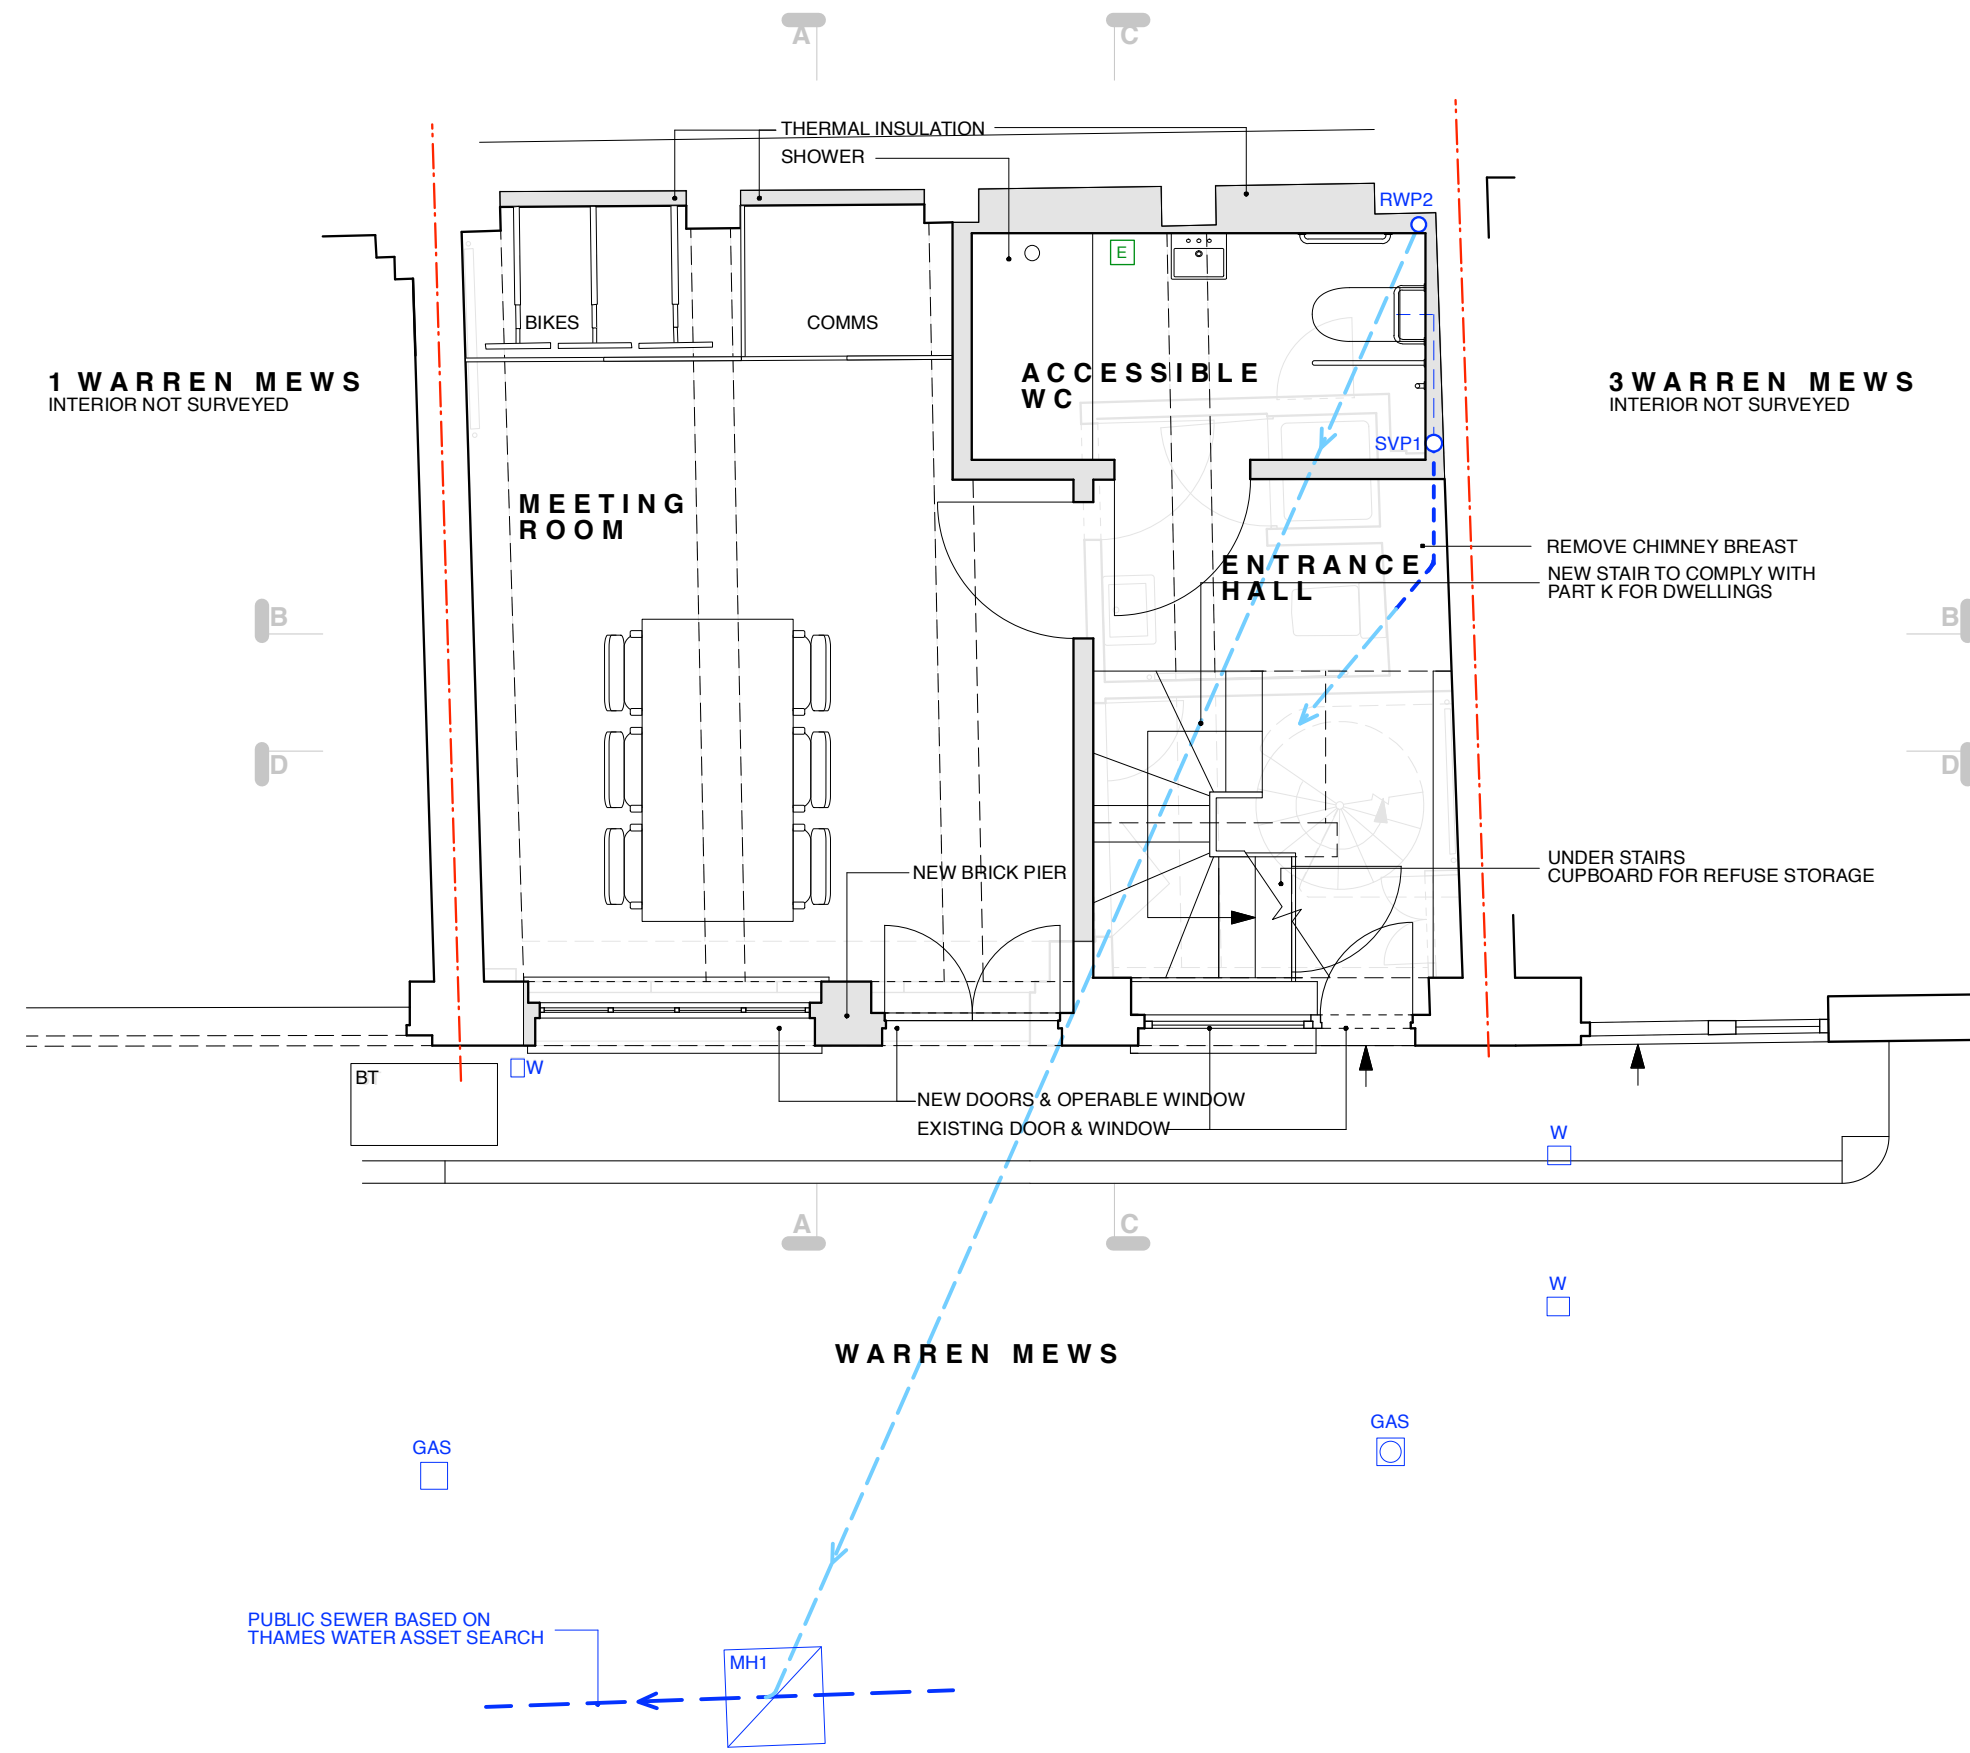 A
C
THERMAL INSULATION
SHOWER
RWP2
E
BIKES
COMMS
1 WARREN MEWS
INTERIOR NOT SURVEYED
ACCESSIBLE
WC
3 WARREN MEWS
INTERIOR NOT SURVEYED
SVP1
MEETING
ROOM
REMOVE CHIMNEY BREAST
ENTRANCE
HALL
NEW STAIR TO COMPLY WITH
PART K FOR DWELLINGS
B
B
D
D
UNDER STAIRS
CUPBOARD FOR REFUSE STORAGE
NEW BRICK PIER
BT
W
NEW DOORS & OPERABLE WINDOW
EXISTING DOOR & WINDOW
W
A
C
W
WARREN MEWS
GAS
GAS
PUBLIC SEWER BASED ON
THAMES WATER ASSET SEARCH
MH1